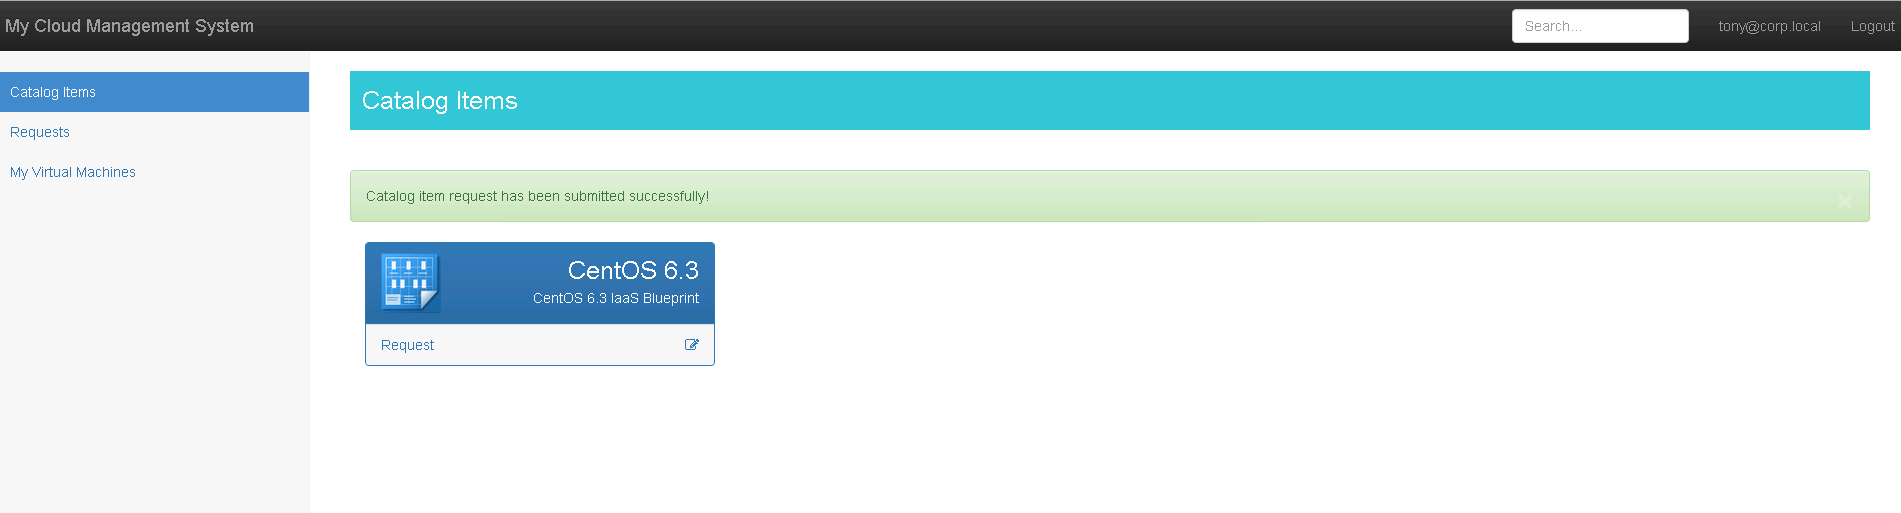 My Cloud Management System
Search...
tony@corp.local
Logout
Catalog Items
Requests
My Virtual Machines
Catalog Items
Catalog item request has been submitted successfully!
CentOS 6.3
CentOS 6.3 IaaS Blueprint
Request